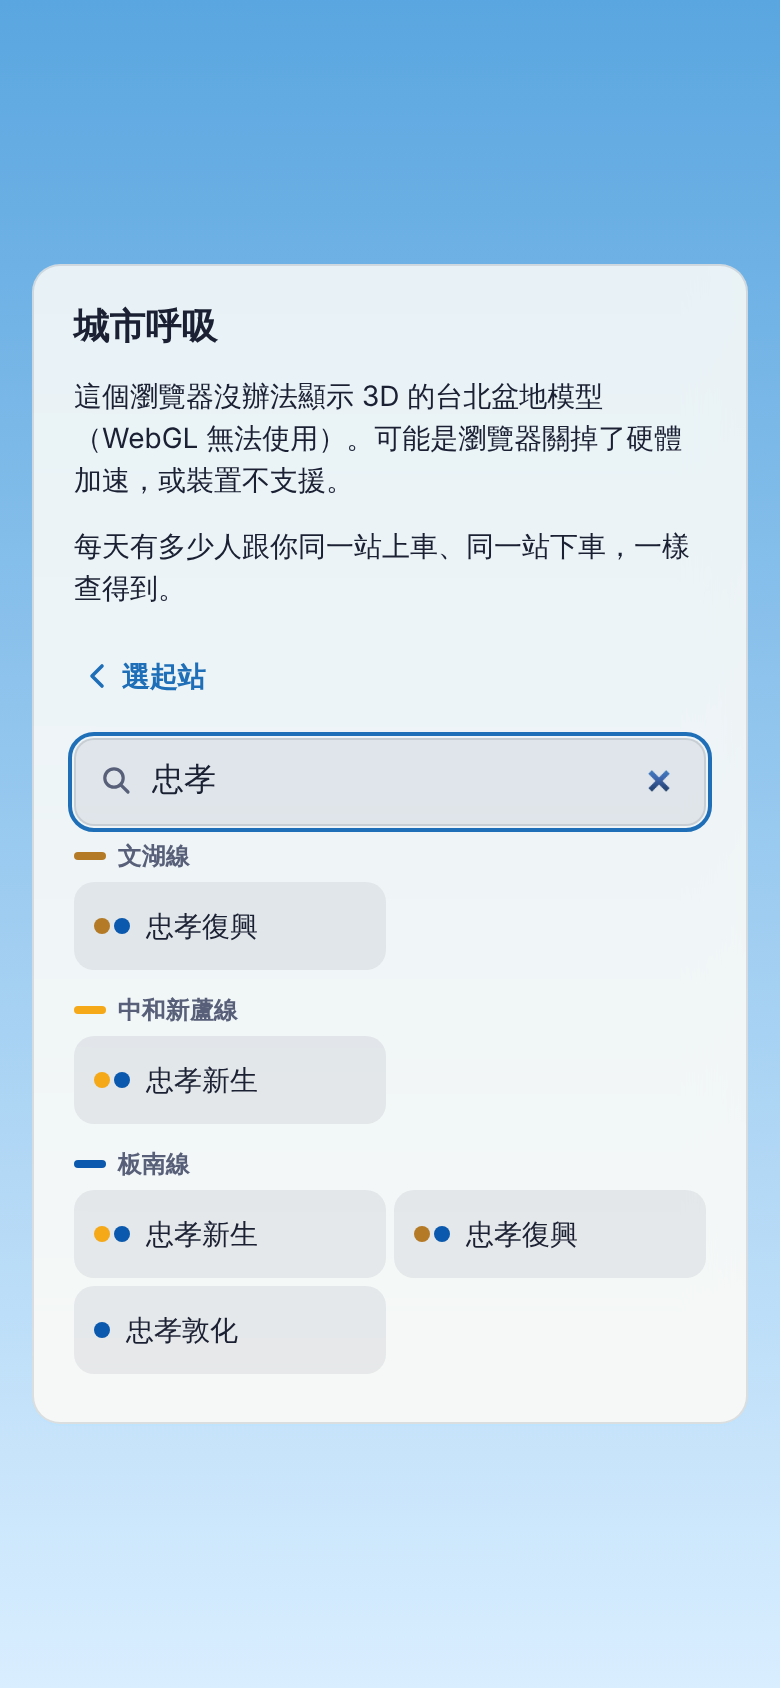 城市呼吸
這個瀏覽器沒辦法顯示 3D 的台北盆地模型
（WebGL 無法使用）。可能是瀏覽器關掉了硬體
加速，或裝置不支援。
每天有多少人跟你同一站上車、同一站下車，一樣
查得到。
選起站
忠孝
文湖線
忠孝復興
中和新蘆線
忠孝新生
板南線
忠孝新生
忠孝復興
忠孝敦化